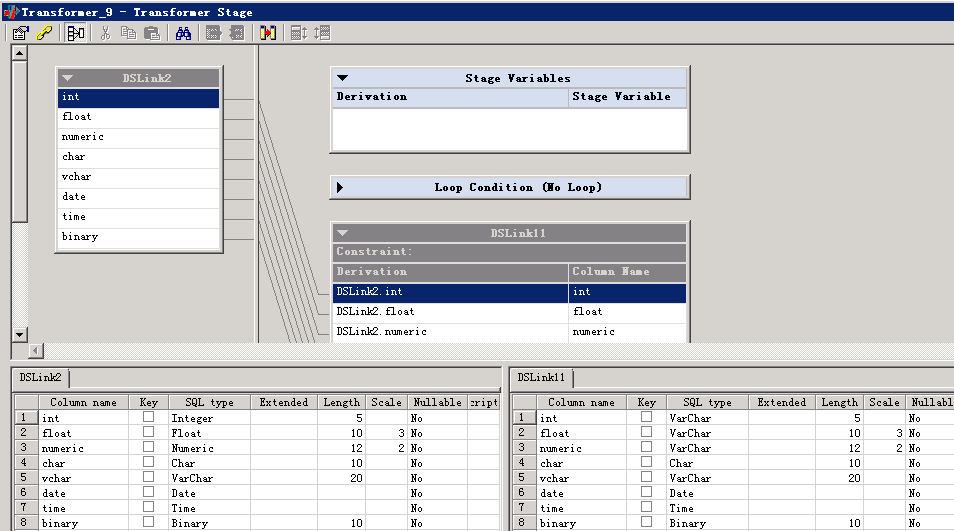 Transformer_9 - Transformer Stage
DSLink2
int
float
numeric
char
vchar
date
time
binary
Stage Variables
Derivation Stage Variable
Loop Condition (No Loop)
DSLink11
Constraint:
Derivation Column Name
DSLink2.int int
DSLink2.float float
DSLink2.numeric numeric
DSLink2
Column name Key SQL type Extended Length Scale Nullable cript
1 int Integer 5 No
2 float Float 10 3 No
3 numeric Numeric 12 2 No
4 char Char 10 No
5 vchar VarChar 20 No
6 date Date No
7 time Time No
8 binary Binary 10 No
DSLink11
Column name Key SQL type Extended Length Scale Nullabl
1 int VarChar 5 No
2 float VarChar 10 3 No
3 numeric VarChar 12 2 No
4 char Char 10 No
5 vchar VarChar 20 No
6 date Date No
7 time Time No
8 binary Binary 10 No